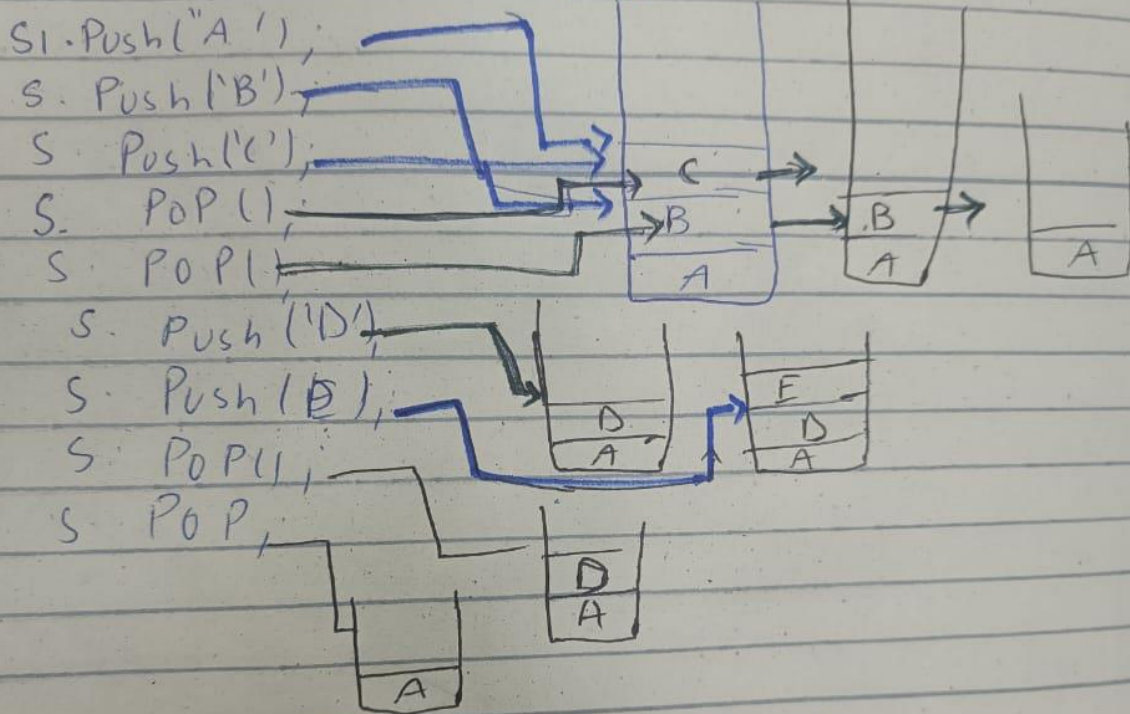 S1.Push("A');
S. Push('B');
S Push('C');
S. POP();
S. POP();
S. Push('D');
S. Push(E);
S. POP();
S POP,
C
B
A
B
A
A
D
A
E
D
A
D
A
A